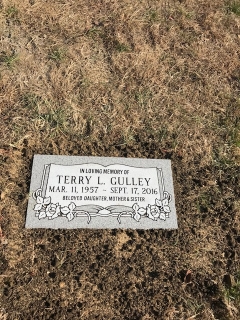 IN LOVING MEMORY OF
TERRY L. GULLEY
MAR. 11, 1957 ~ SEPT. 17, 2016
BELOVED DAUGHTER, MOTHER & SISTER